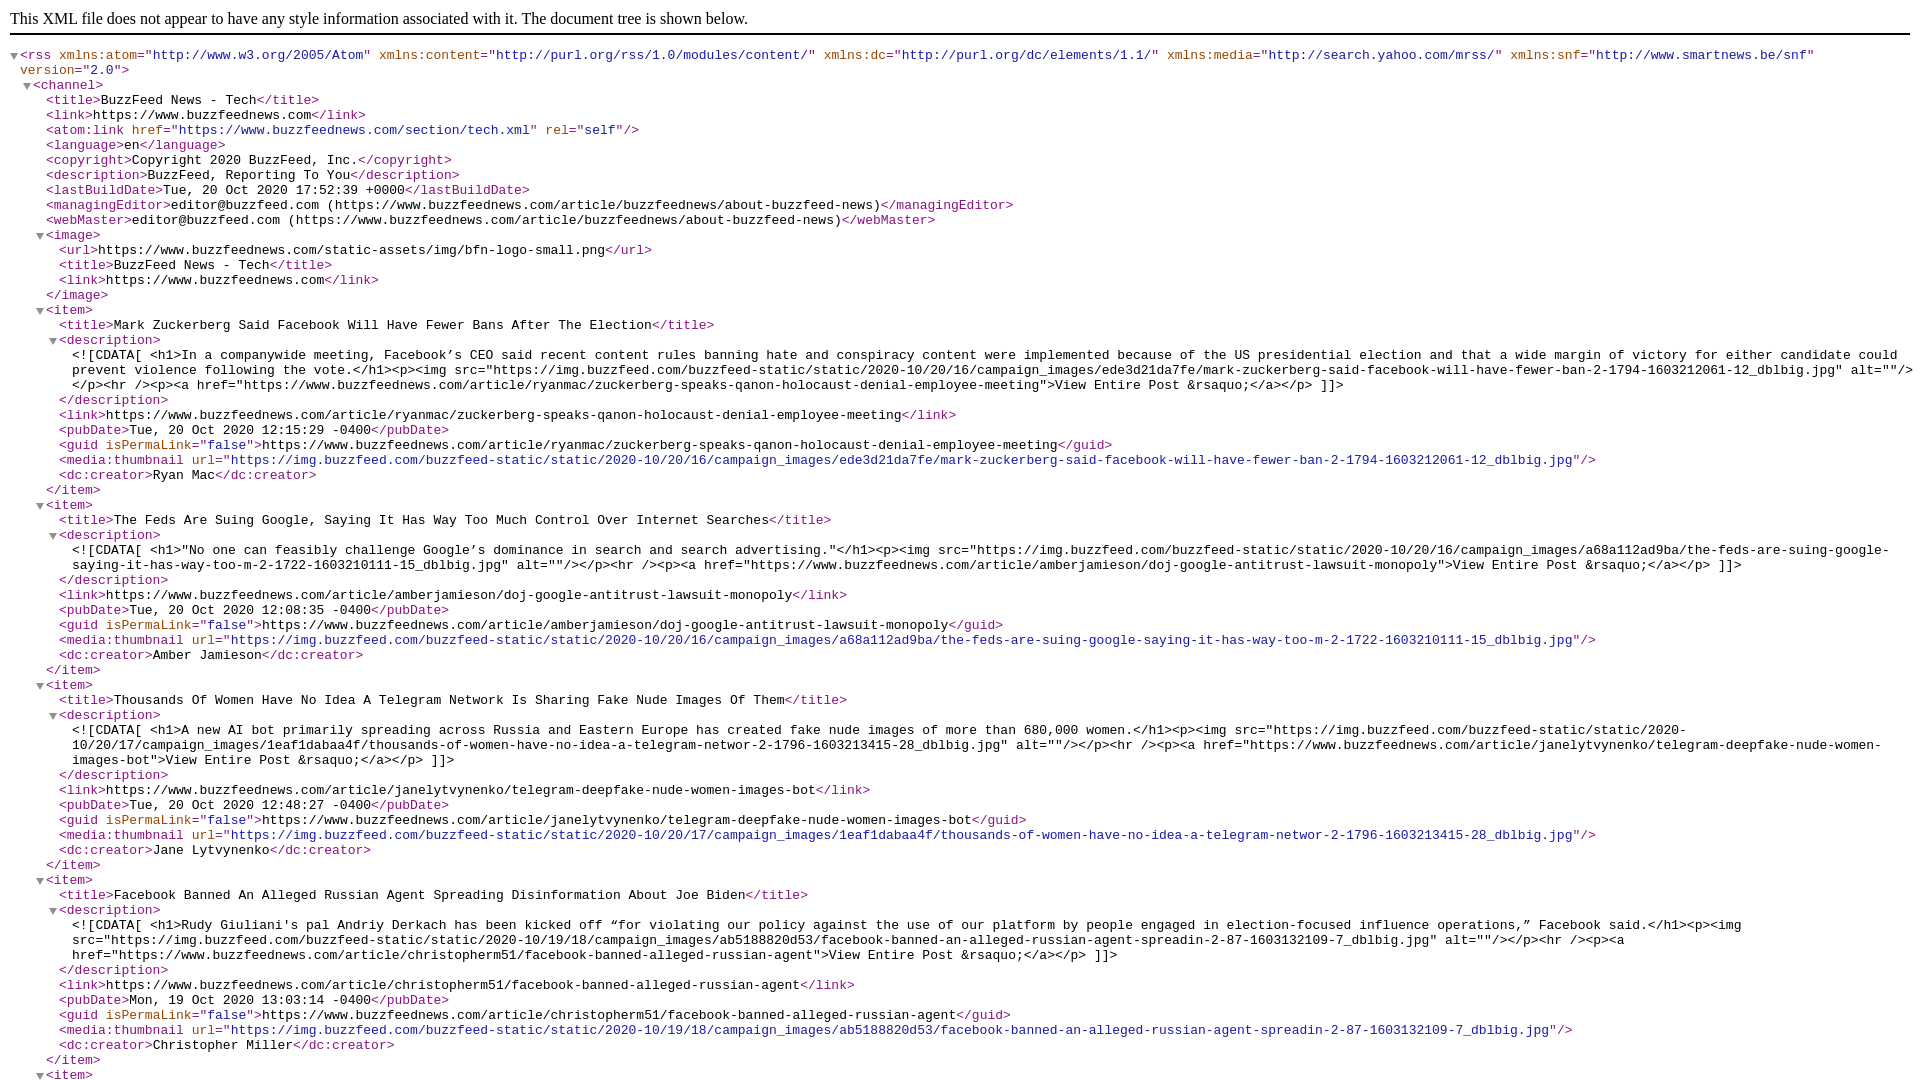 This XML file does not appear to have any style information associated with it. The document tree is shown below.
<rss xmlns:atom="http://www.w3.org/2005/Atom" xmlns:content="http://purl.org/rss/1.0/modules/content/" xmlns:dc="http://purl.org/dc/elements/1.1/" xmlns:media="http://search.yahoo.com/mrss/" xmlns:snf="http://www.smartnews.be/snf"
version="2.0">
<channel>
<title>BuzzFeed News - Tech</title>
<link>https://www.buzzfeednews.com</link>
<atom:link href="https://www.buzzfeednews.com/section/tech.xml" rel="self"/>
<language>en</language>
<copyright>Copyright 2020 BuzzFeed, Inc.</copyright>
<description>BuzzFeed, Reporting To You</description>
<lastBuildDate>Tue, 20 Oct 2020 17:52:39 +0000</lastBuildDate>
<managingEditor>editor@buzzfeed.com (https://www.buzzfeednews.com/article/buzzfeednews/about-buzzfeed-news)</managingEditor>
<webMaster>editor@buzzfeed.com (https://www.buzzfeednews.com/article/buzzfeednews/about-buzzfeed-news)</webMaster>
<image>
<url>https://www.buzzfeednews.com/static-assets/img/bfn-logo-small.png</url>
<title>BuzzFeed News - Tech</title>
<link>https://www.buzzfeednews.com</link>
</image>
<item>
<title>Mark Zuckerberg Said Facebook Will Have Fewer Bans After The Election</title>
<description>
<![CDATA[ <h1>In a companywide meeting, Facebook’s CEO said recent content rules banning hate and conspiracy content were implemented because of the US presidential election and that a wide margin of victory for either candidate could
prevent violence following the vote.</h1><p><img src="https://img.buzzfeed.com/buzzfeed-static/static/2020-10/20/16/campaign_images/ede3d21da7fe/mark-zuckerberg-said-facebook-will-have-fewer-ban-2-1794-1603212061-12_dblbig.jpg" alt=""/>
</p><hr /><p><a href="https://www.buzzfeednews.com/article/ryanmac/zuckerberg-speaks-qanon-holocaust-denial-employee-meeting">View Entire Post &rsaquo;</a></p> ]]>
</description>
<link>https://www.buzzfeednews.com/article/ryanmac/zuckerberg-speaks-qanon-holocaust-denial-employee-meeting</link>
<pubDate>Tue, 20 Oct 2020 12:15:29 -0400</pubDate>
<guid isPermaLink="false">https://www.buzzfeednews.com/article/ryanmac/zuckerberg-speaks-qanon-holocaust-denial-employee-meeting</guid>
<media:thumbnail url="https://img.buzzfeed.com/buzzfeed-static/static/2020-10/20/16/campaign_images/ede3d21da7fe/mark-zuckerberg-said-facebook-will-have-fewer-ban-2-1794-1603212061-12_dblbig.jpg"/>
<dc:creator>Ryan Mac</dc:creator>
</item>
<item>
<title>The Feds Are Suing Google, Saying It Has Way Too Much Control Over Internet Searches</title>
<description>
<![CDATA[ <h1>"No one can feasibly challenge Google’s dominance in search and search advertising."</h1><p><img src="https://img.buzzfeed.com/buzzfeed-static/static/2020-10/20/16/campaign_images/a68a112ad9ba/the-feds-are-suing-google-
saying-it-has-way-too-m-2-1722-1603210111-15_dblbig.jpg" alt=""/></p><hr /><p><a href="https://www.buzzfeednews.com/article/amberjamieson/doj-google-antitrust-lawsuit-monopoly">View Entire Post &rsaquo;</a></p> ]]>
</description>
<link>https://www.buzzfeednews.com/article/amberjamieson/doj-google-antitrust-lawsuit-monopoly</link>
<pubDate>Tue, 20 Oct 2020 12:08:35 -0400</pubDate>
<guid isPermaLink="false">https://www.buzzfeednews.com/article/amberjamieson/doj-google-antitrust-lawsuit-monopoly</guid>
<media:thumbnail url="https://img.buzzfeed.com/buzzfeed-static/static/2020-10/20/16/campaign_images/a68a112ad9ba/the-feds-are-suing-google-saying-it-has-way-too-m-2-1722-1603210111-15_dblbig.jpg"/>
<dc:creator>Amber Jamieson</dc:creator>
</item>
<item>
<title>Thousands Of Women Have No Idea A Telegram Network Is Sharing Fake Nude Images Of Them</title>
<description>
<![CDATA[ <h1>A new AI bot primarily spreading across Russia and Eastern Europe has created fake nude images of more than 680,000 women.</h1><p><img src="https://img.buzzfeed.com/buzzfeed-static/static/2020-
10/20/17/campaign_images/1eaf1dabaa4f/thousands-of-women-have-no-idea-a-telegram-networ-2-1796-1603213415-28_dblbig.jpg" alt=""/></p><hr /><p><a href="https://www.buzzfeednews.com/article/janelytvynenko/telegram-deepfake-nude-women-
images-bot">View Entire Post &rsaquo;</a></p> ]]>
</description>
<link>https://www.buzzfeednews.com/article/janelytvynenko/telegram-deepfake-nude-women-images-bot</link>
<pubDate>Tue, 20 Oct 2020 12:48:27 -0400</pubDate>
<guid isPermaLink="false">https://www.buzzfeednews.com/article/janelytvynenko/telegram-deepfake-nude-women-images-bot</guid>
<media:thumbnail url="https://img.buzzfeed.com/buzzfeed-static/static/2020-10/20/17/campaign_images/1eaf1dabaa4f/thousands-of-women-have-no-idea-a-telegram-networ-2-1796-1603213415-28_dblbig.jpg"/>
<dc:creator>Jane Lytvynenko</dc:creator>
</item>
<item>
<title>Facebook Banned An Alleged Russian Agent Spreading Disinformation About Joe Biden</title>
<description>
<![CDATA[ <h1>Rudy Giuliani's pal Andriy Derkach has been kicked off “for violating our policy against the use of our platform by people engaged in election-focused influence operations,” Facebook said.</h1><p><img
src="https://img.buzzfeed.com/buzzfeed-static/static/2020-10/19/18/campaign_images/ab5188820d53/facebook-banned-an-alleged-russian-agent-spreadin-2-87-1603132109-7_dblbig.jpg" alt=""/></p><hr /><p><a
href="https://www.buzzfeednews.com/article/christopherm51/facebook-banned-alleged-russian-agent">View Entire Post &rsaquo;</a></p> ]]>
</description>
<link>https://www.buzzfeednews.com/article/christopherm51/facebook-banned-alleged-russian-agent</link>
<pubDate>Mon, 19 Oct 2020 13:03:14 -0400</pubDate>
<guid isPermaLink="false">https://www.buzzfeednews.com/article/christopherm51/facebook-banned-alleged-russian-agent</guid>
<media:thumbnail url="https://img.buzzfeed.com/buzzfeed-static/static/2020-10/19/18/campaign_images/ab5188820d53/facebook-banned-an-alleged-russian-agent-spreadin-2-87-1603132109-7_dblbig.jpg"/>
<dc:creator>Christopher Miller</dc:creator>
</item>
<item>